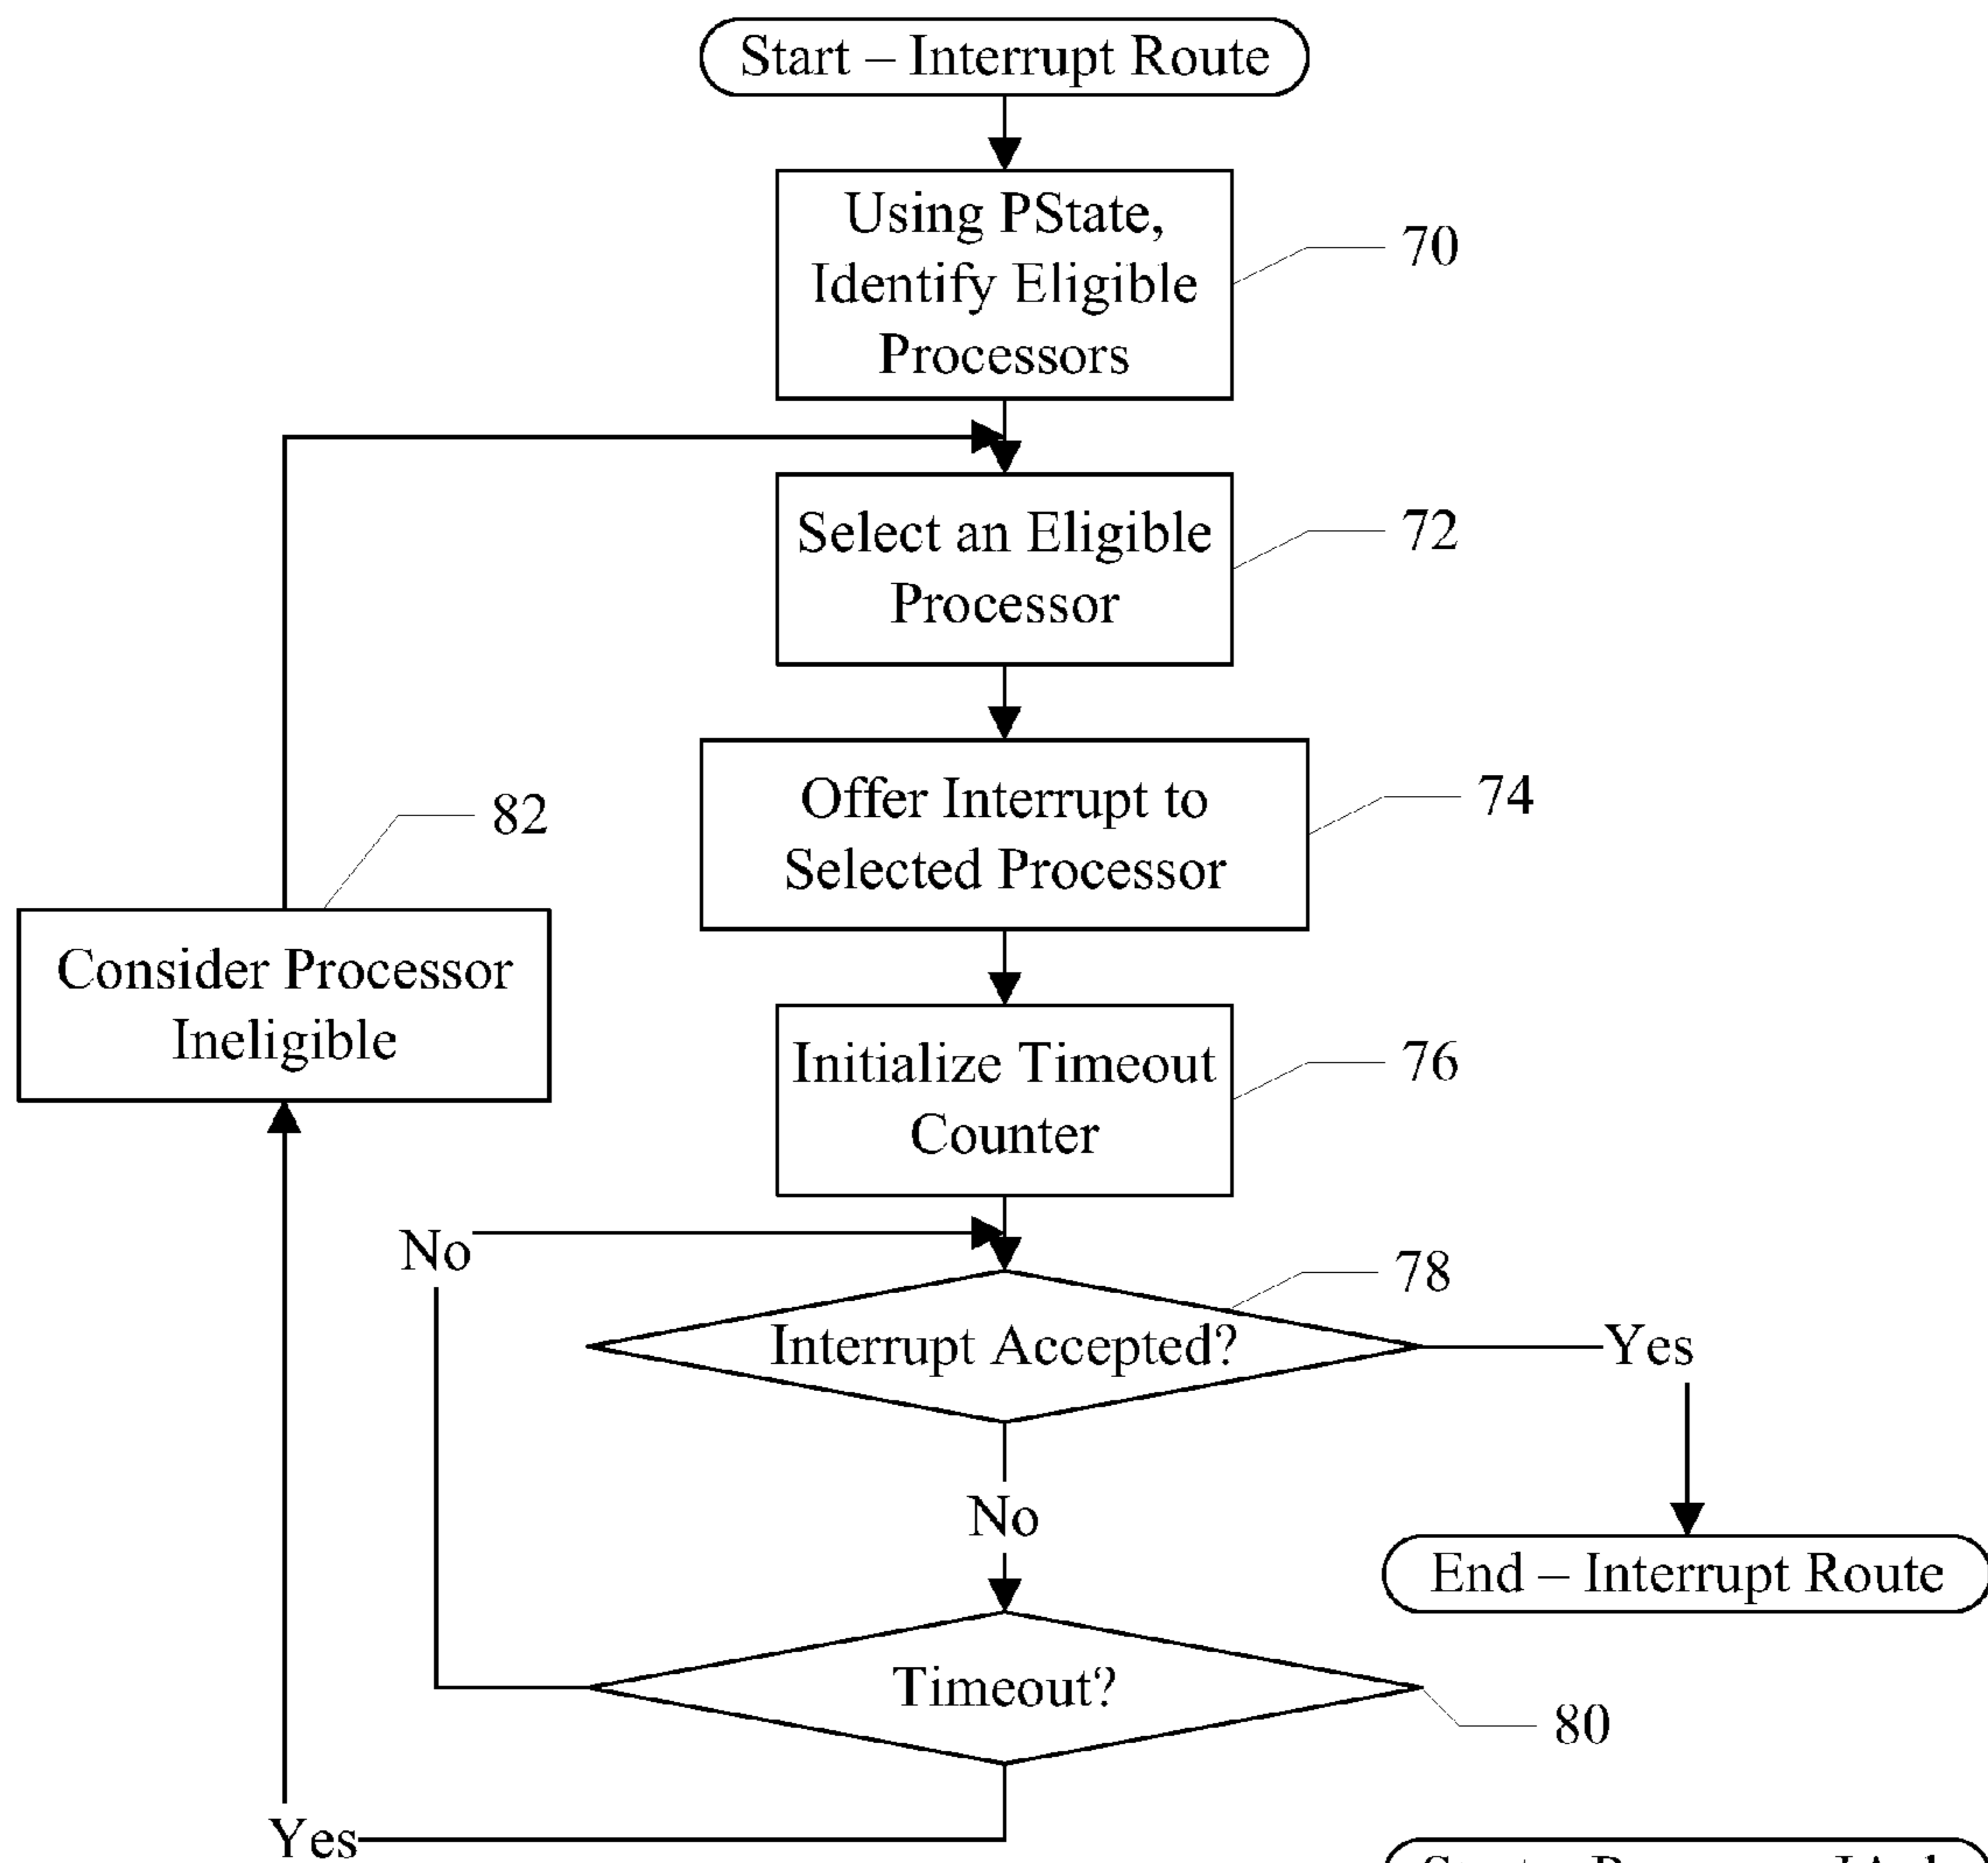 Start – Interrupt Route
Using PState,
Identify Eligible
Processors
70
Select an Eligible
Processor
72
Offer Interrupt to
Selected Processor
74
82
Consider Processor
Ineligible
Initialize Timeout
Counter
76
No
78
Interrupt Accepted?
Yes
No
End – Interrupt Route
Timeout?
80
Yes